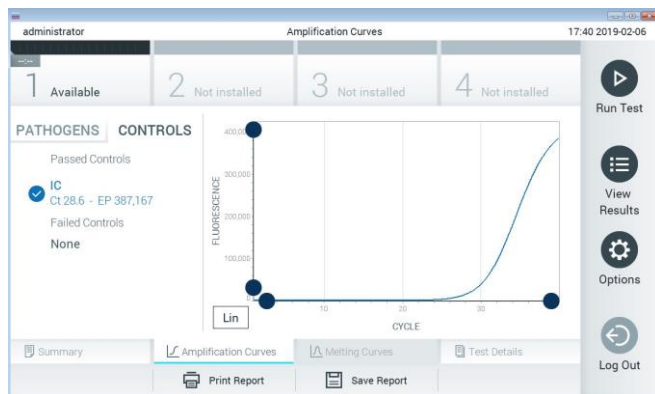 administrator
Amplification Curves
17:40 2019-02-06
--:--
1 Available
2 Not installed
3 Not installed
4 Not installed
Run Test
PATHOGENS
CONTROLS
Passed Controls
IC
Ct 28.6 - EP 387,167
Failed Controls
None
FLUORESCENCE
400,00
300,000
200,000
100,000
0
10
20
30
CYCLE
Lin
View
Results
Options
Log Out
Summary
Amplification Curves
Melting Curves
Test Details
Print Report
Save Report